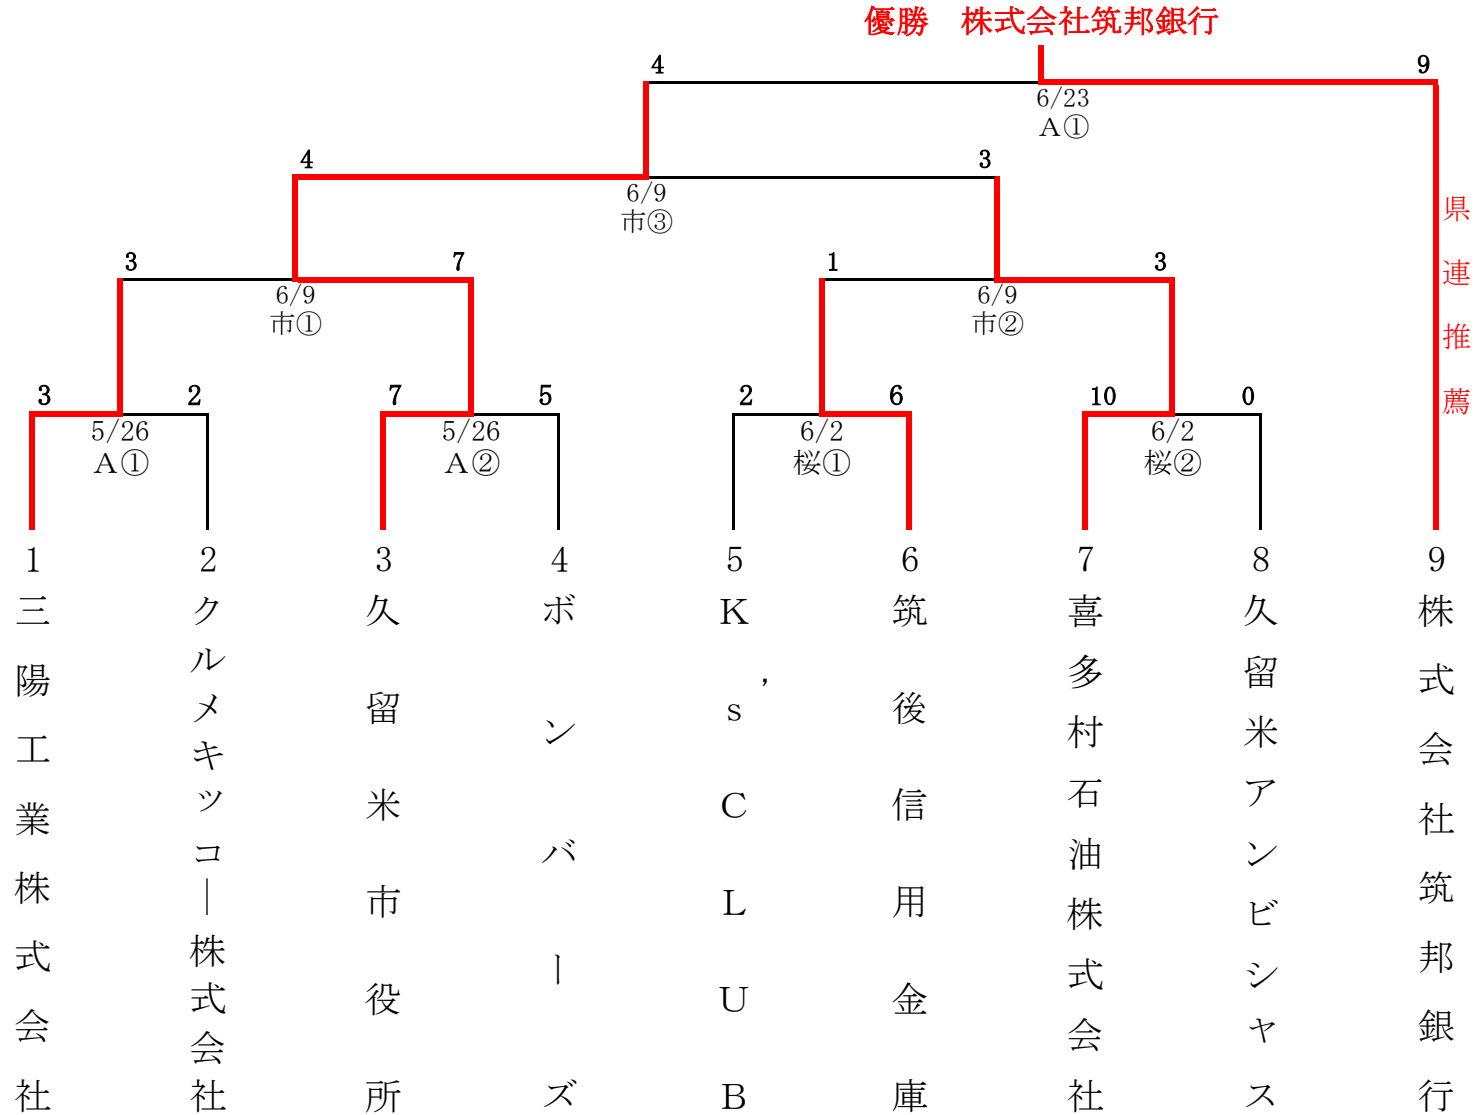 優勝　株式会社筑邦銀行
4 9
6/23
A①
4 3
6/9
市③
県連推薦
3 7 1 3
6/9 6/9
市① 市②
3 2 7 5 2 6 10 0
5/26 5/26 6/2 6/2
A① A② 桜① 桜②
1 2 3 4 5 6 7 8 9
三陽工業株式会社
クルメキッコー株式会社
久留米市役所
ボンバーズ
K's CLUB
筑後信用金庫
喜多村石油株式会社
久留米アンビシャス
株式会社筑邦銀行